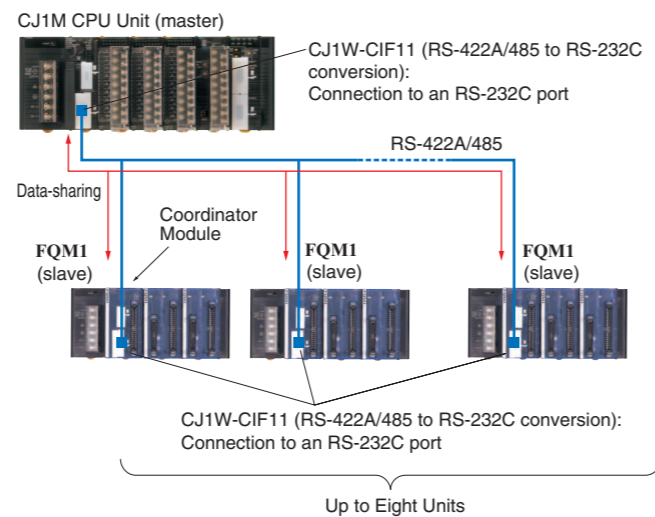 CJ1M CPU Unit (master)
CJ1W-CIF11 (RS-422A/485 to RS-232C
conversion):
Connection to an RS-232C port
RS-422A/485
Data-sharing
Coordinator
Module
FQM1
(slave)
FQM1
(slave)
FQM1
(slave)
CJ1W-CIF11 (RS-422A/485 to RS-232C conversion):
Connection to an RS-232C port
Up to Eight Units